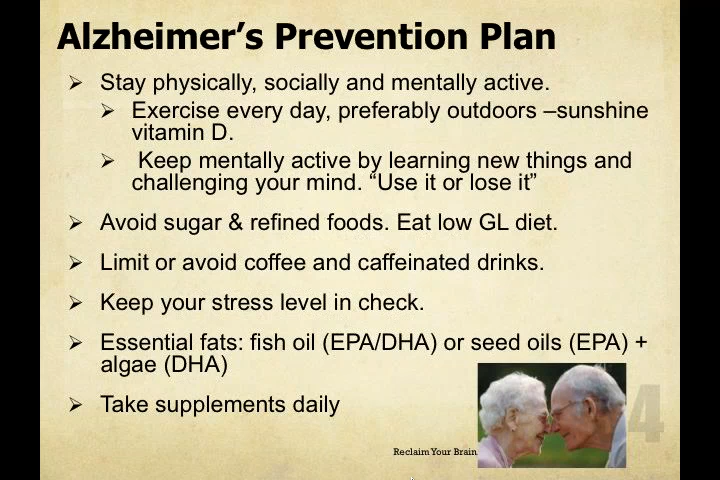 Alzheimer’s Prevention Plan
➢ Stay physically, socially and mentally active.
➢ Exercise every day, preferably outdoors –sunshine
vitamin D.
➢ Keep mentally active by learning new things and
challenging your mind. “Use it or lose it”
➢ Avoid sugar & refined foods. Eat low GL diet.
➢ Limit or avoid coffee and caffeinated drinks.
➢ Keep your stress level in check.
➢ Essential fats: fish oil (EPA/DHA) or seed oils (EPA) +
algae (DHA)
➢ Take supplements daily
4
Reclaim Your Brain